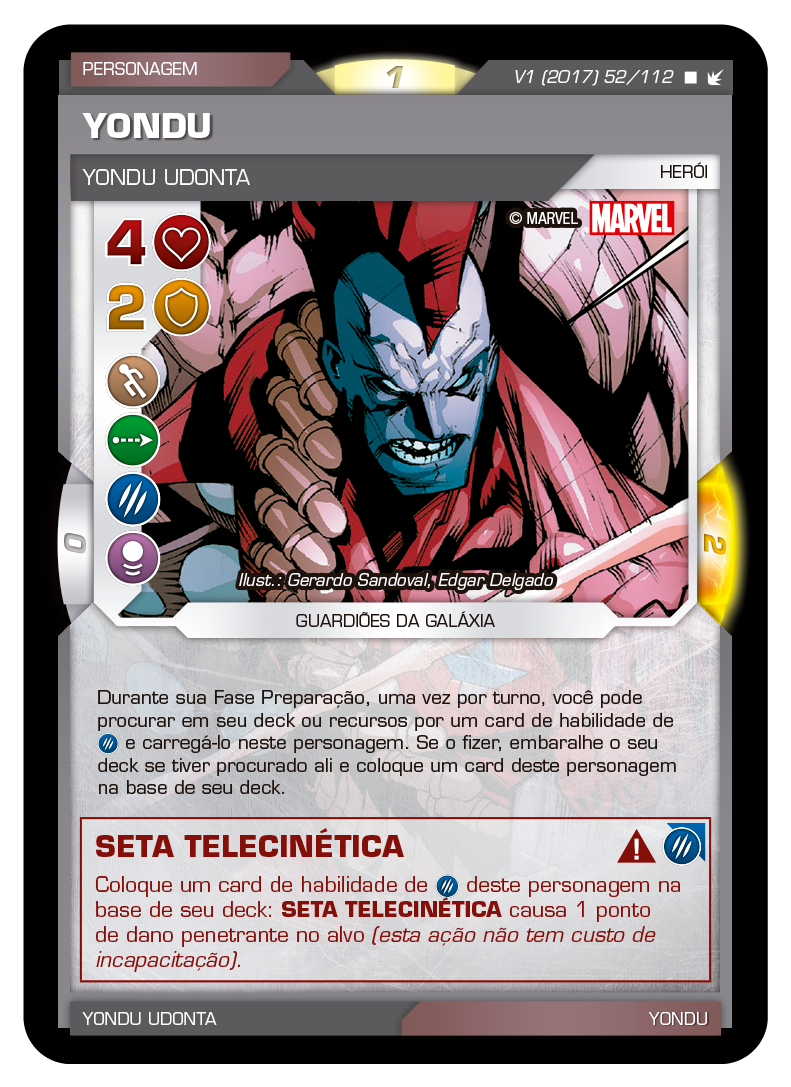 PERSONAGEM
1
V1 (2017) 52/112
YONDU
YONDU UDONTA
HERÓI
© MARVEL MARVEL
4
2
0
2
Ilust.: Gerardo Sandoval, Edgar Delgado
GUARDIÕES DA GALÁXIA
Durante sua Fase Preparação, uma vez por turno, você pode
procurar em seu deck ou recursos por um card de habilidade de
e carregá-lo neste personagem. Se o fizer, embaralhe o seu
deck se tiver procurado ali e coloque um card deste personagem
na base de seu deck.
SETA TELECINÉTICA
!
Coloque um card de habilidade de deste personagem na
base de seu deck: SETA TELECINÉTICA causa 1 ponto
de dano penetrante no alvo (esta ação não tem custo de
incapacitação).
YONDU UDONTA
YONDU